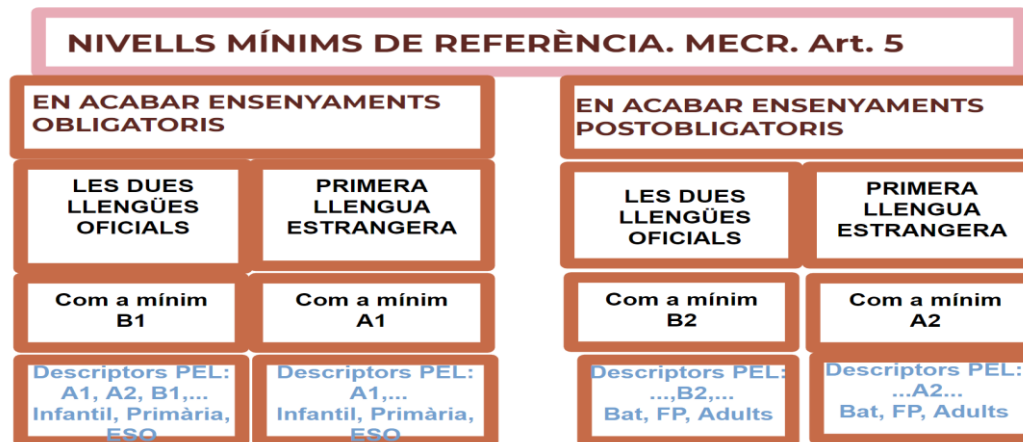 NIVELLS MÍNIMS DE REFERÈNCIA. MECR. Art. 5
EN ACABAR ENSENYAMENTS
OBLIGATORIS
LES DUES
LLENGÜES
OFICIALS
PRIMERA
LLENGUA
ESTRANGERA
Com a mínim
B1
Com a mínim
A1
Descriptors PEL:
A1, A2, B1,...
Infantil, Primària,
ESO
Descriptors PEL:
A1,...
Infantil, Primària,
ESO
EN ACABAR ENSENYAMENTS
POSTOBLIGATORIS
LES DUES
LLENGÜES
OFICIALS
PRIMERA
LLENGUA
ESTRANGERA
Com a mínim
B2
Com a mínim
A2
Descriptors PEL:
...,B2,...
Bat, FP, Adults
Descriptors PEL:
...A2...
Bat, FP, Adults